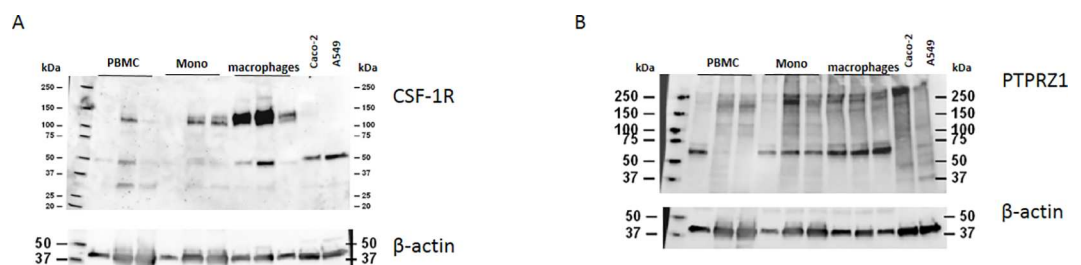 A
kDa
PBMC
Mono
macrophages
Caco-2
A549
kDa
CSF-1R
250
150
100
75
50
37
25
20
250
150
100
75
50
37
25
20
50
37
50
37
β-actin
B
kDa
PBMC
Mono
macrophages
Caco-2
A549
kDa
PTPRZ1
250
150
100
75
50
37
250
150
100
75
50
37
50
37
50
37
β-actin